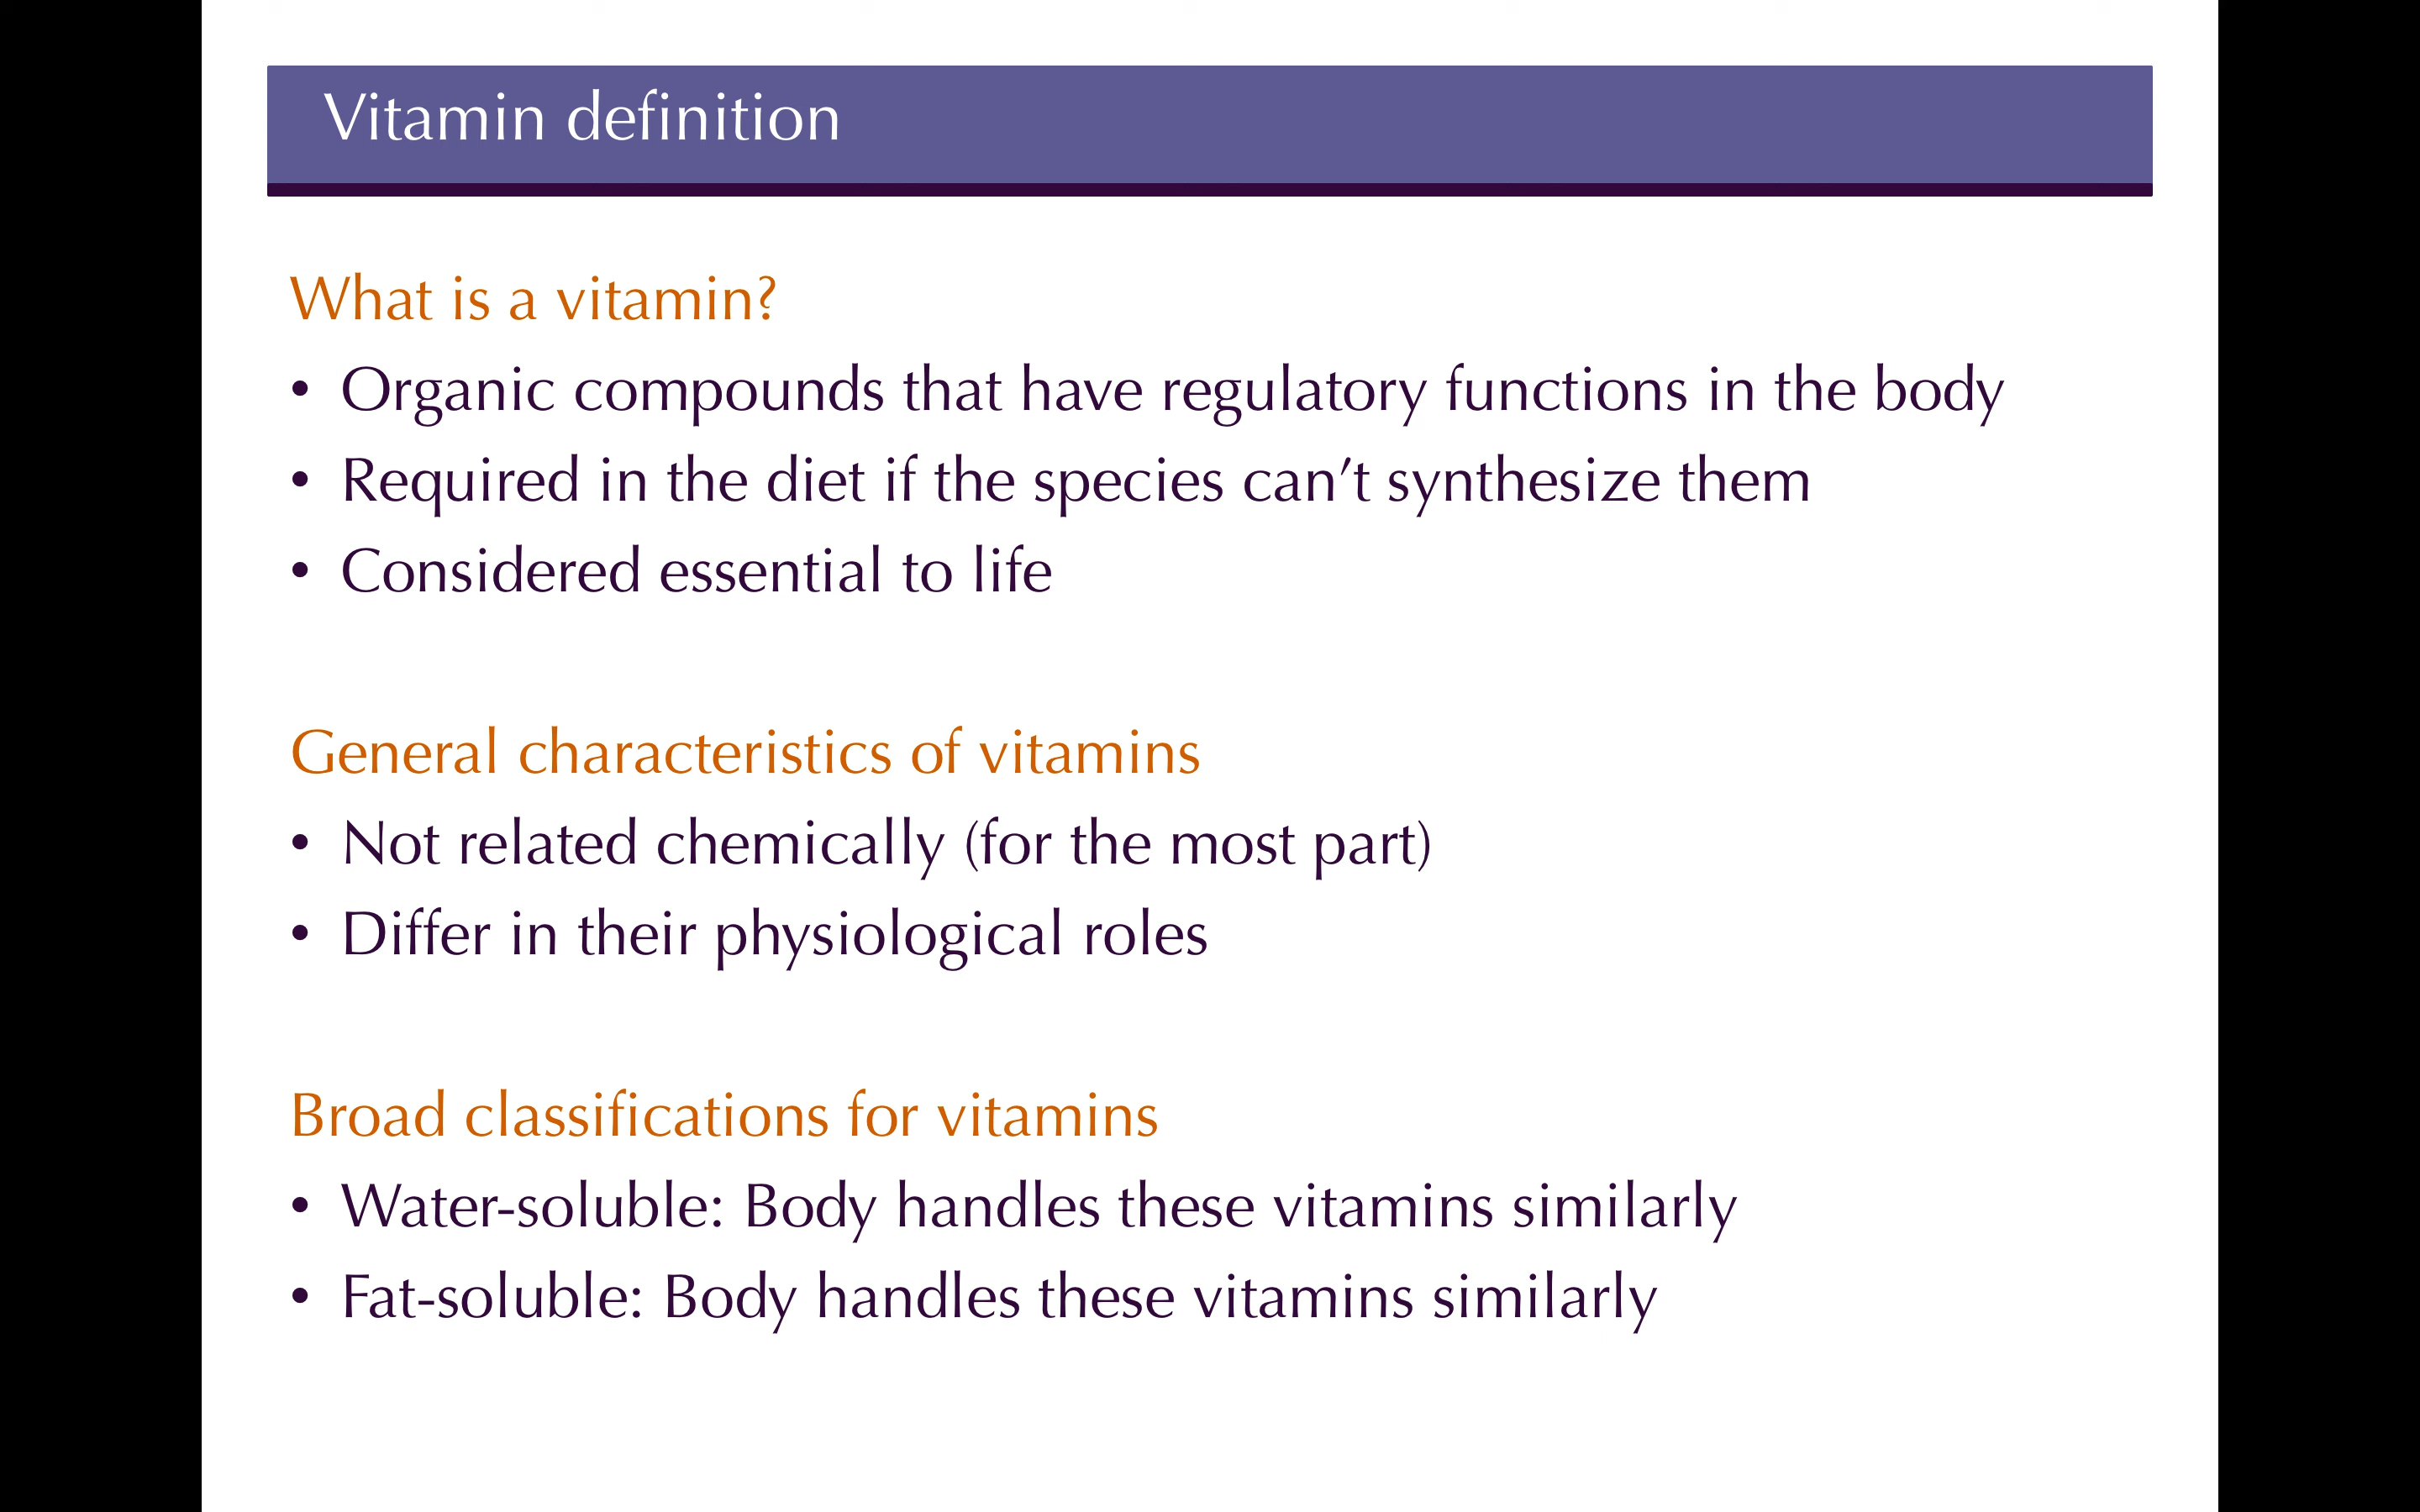 Vitamin definition
What is a vitamin?
• Organic compounds that have regulatory functions in the body
• Required in the diet if the species can’t synthesize them
• Considered essential to life
General characteristics of vitamins
• Not related chemically (for the most part)
• Differ in their physiological roles
Broad classifications for vitamins
• Water-soluble: Body handles these vitamins similarly
• Fat-soluble: Body handles these vitamins similarly